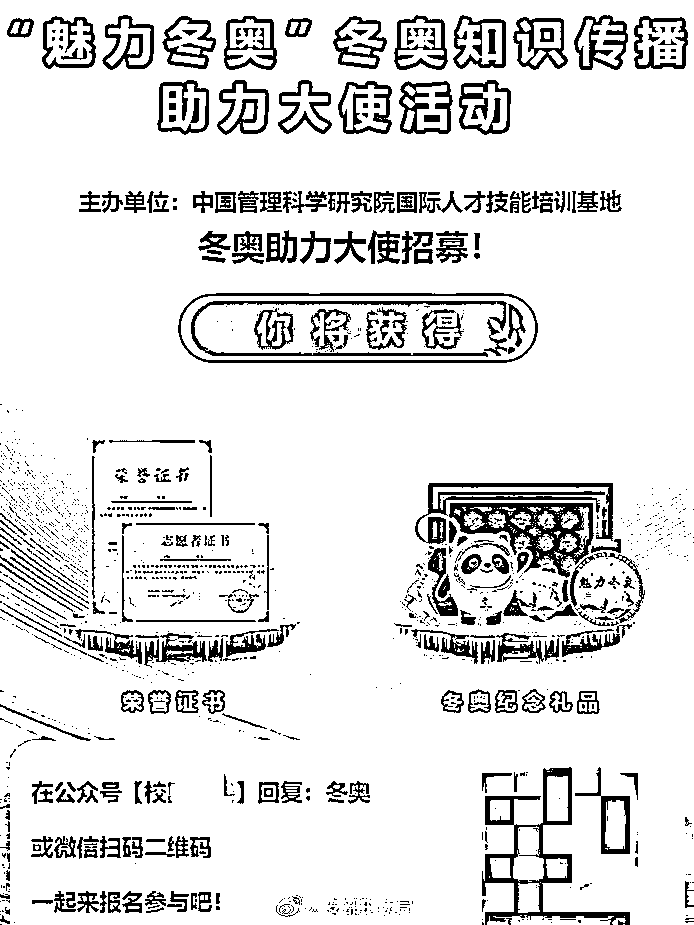 “魅力冬奥”冬奥知识传播
助力大使活动
主办单位：中国管理科学研究院国际人才技能培训基地
冬奥助力大使招募！
你将获得
荣誉证书
志愿者证书
魅力冬奥
荣誉证书
冬奥纪念礼品
在公众号【校 】回复：冬奥
或微信扫码二维码
一起来报名参与吧！